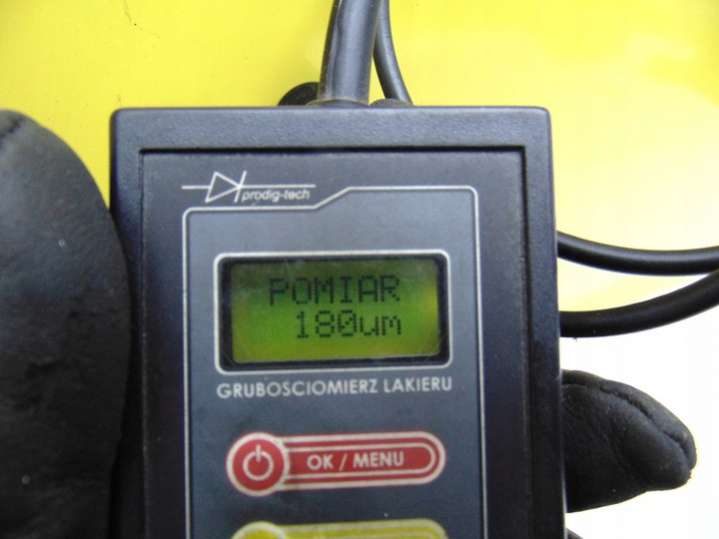 prodig-tech
POMIAR
180um
GRUBOSCIOMIERZ LAKIERU
OK / MENU